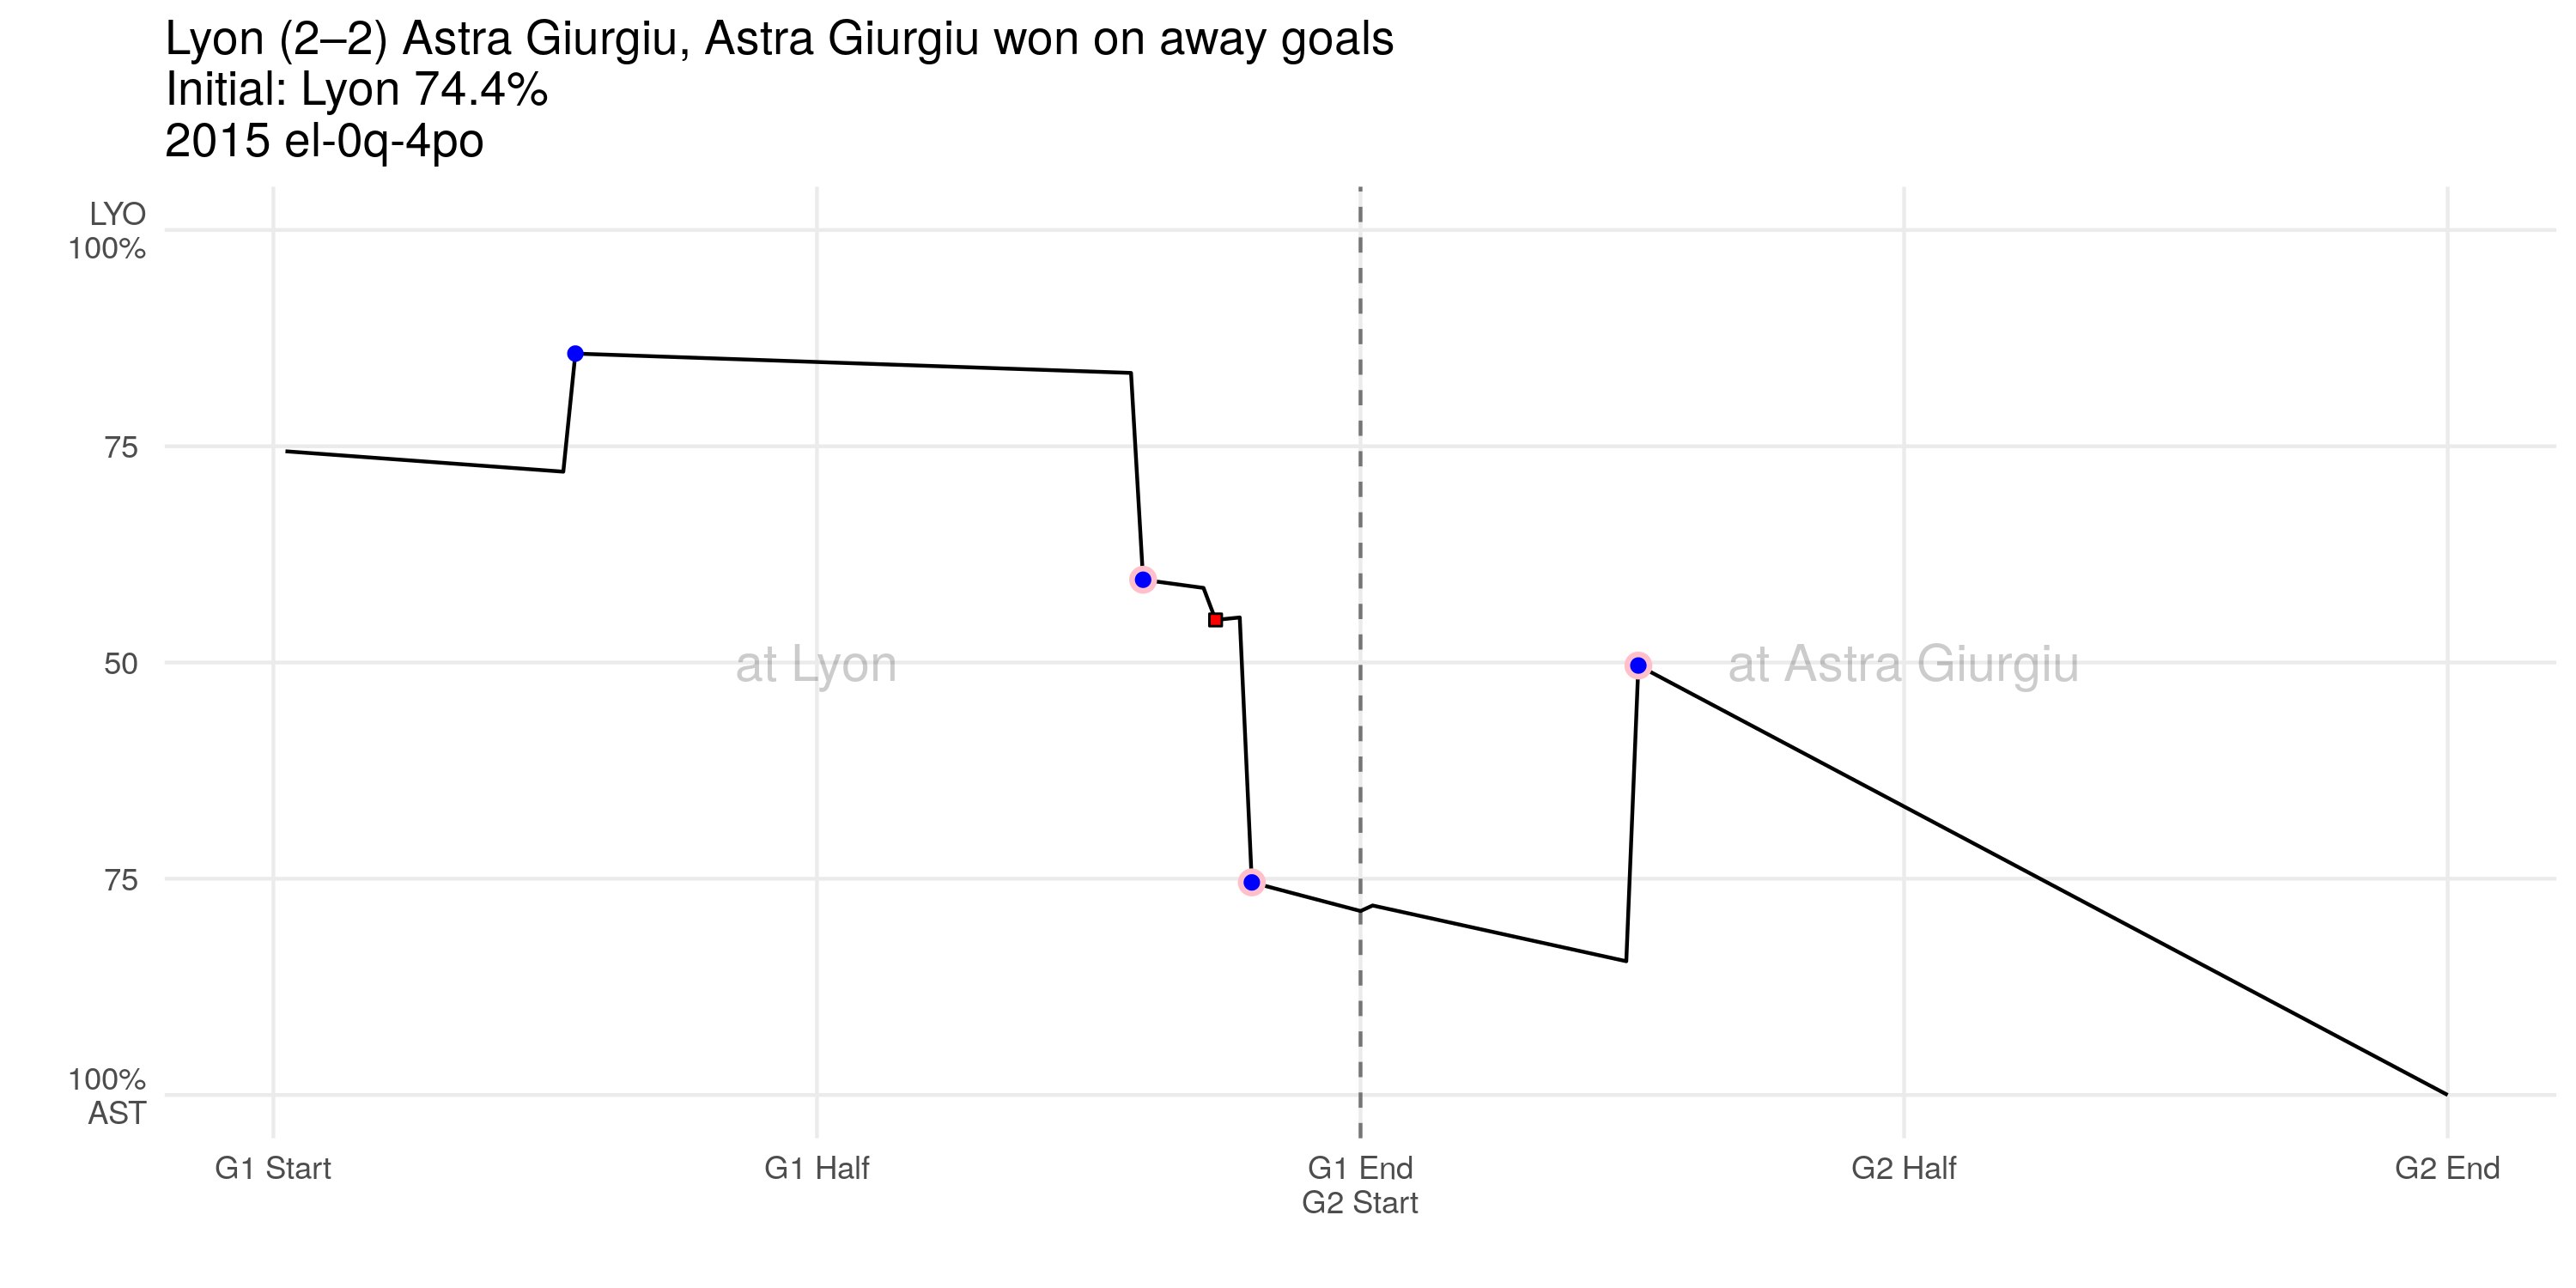 Lyon (2–2) Astra Giurgiu, Astra Giurgiu won on away goals
Initial: Lyon 74.4%
2015 el-0q-4po
LYO
100%
75
50
at Lyon
at Astra Giurgiu
75
100%
AST
G1 Start
G1 Half
G1 End
G2 Start
G2 Half
G2 End